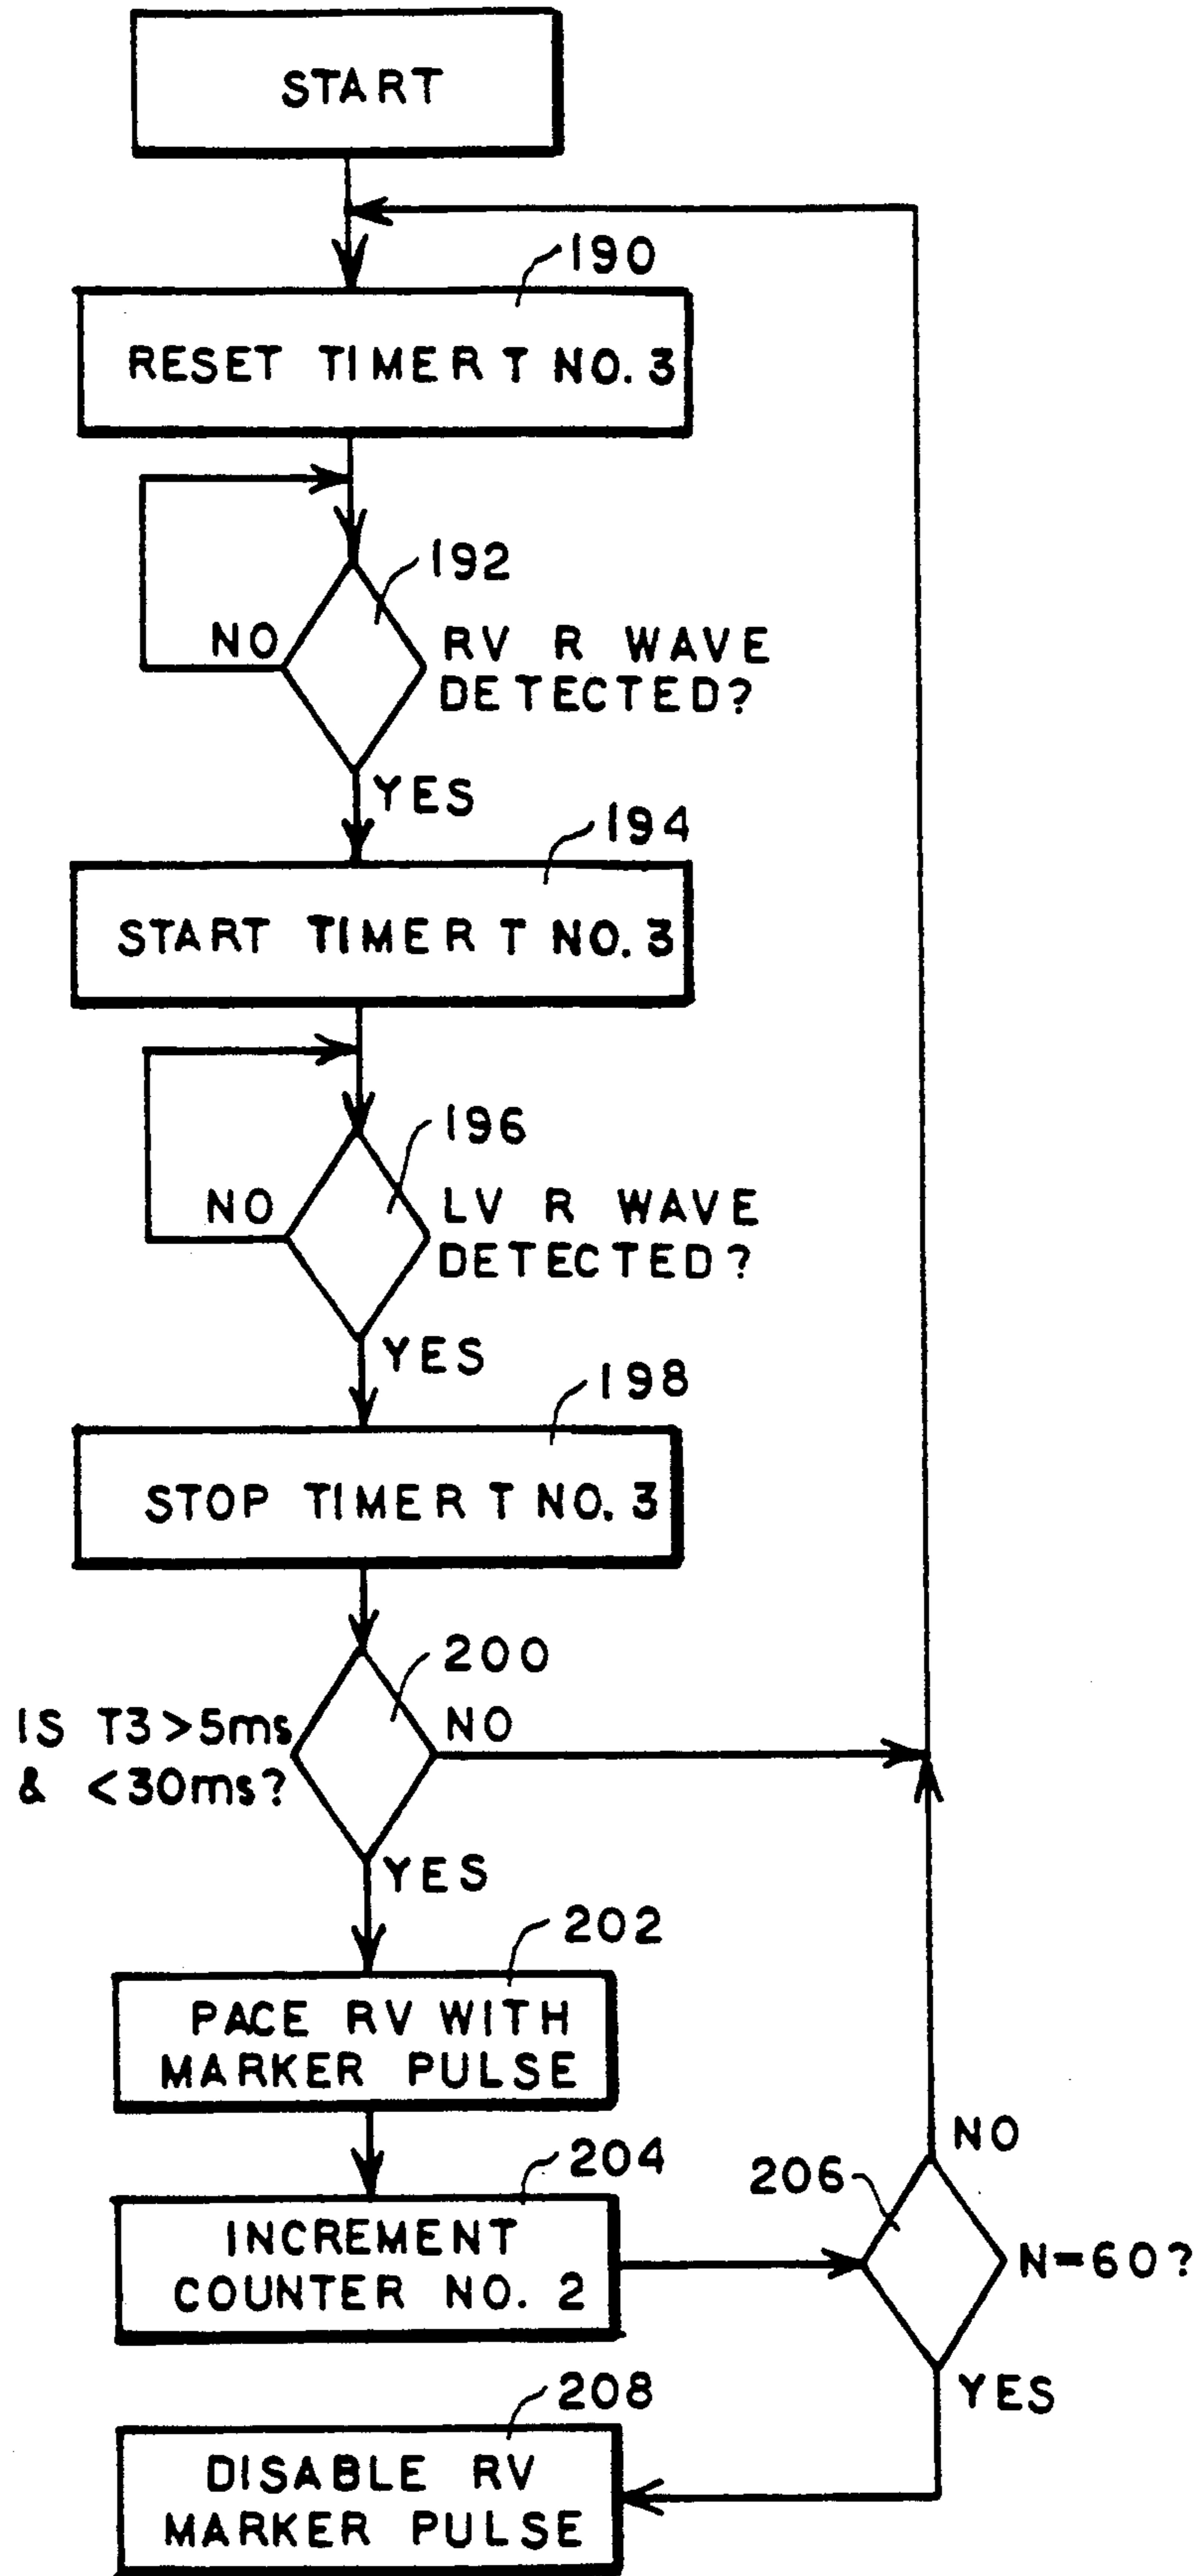 START
190
RESET TIMER T NO. 3
192
NO
RV R WAVE
DETECTED?
YES
194
START TIMER T NO. 3
196
NO
LV R WAVE
DETECTED?
YES
198
STOP TIMER T NO. 3
200
IS T3>5ms
& <30ms?
NO
YES
202
PACE RV WITH
MARKER PULSE
204
INCREMENT
COUNTER NO. 2
206
NO
N=60?
YES
208
DISABLE RV
MARKER PULSE